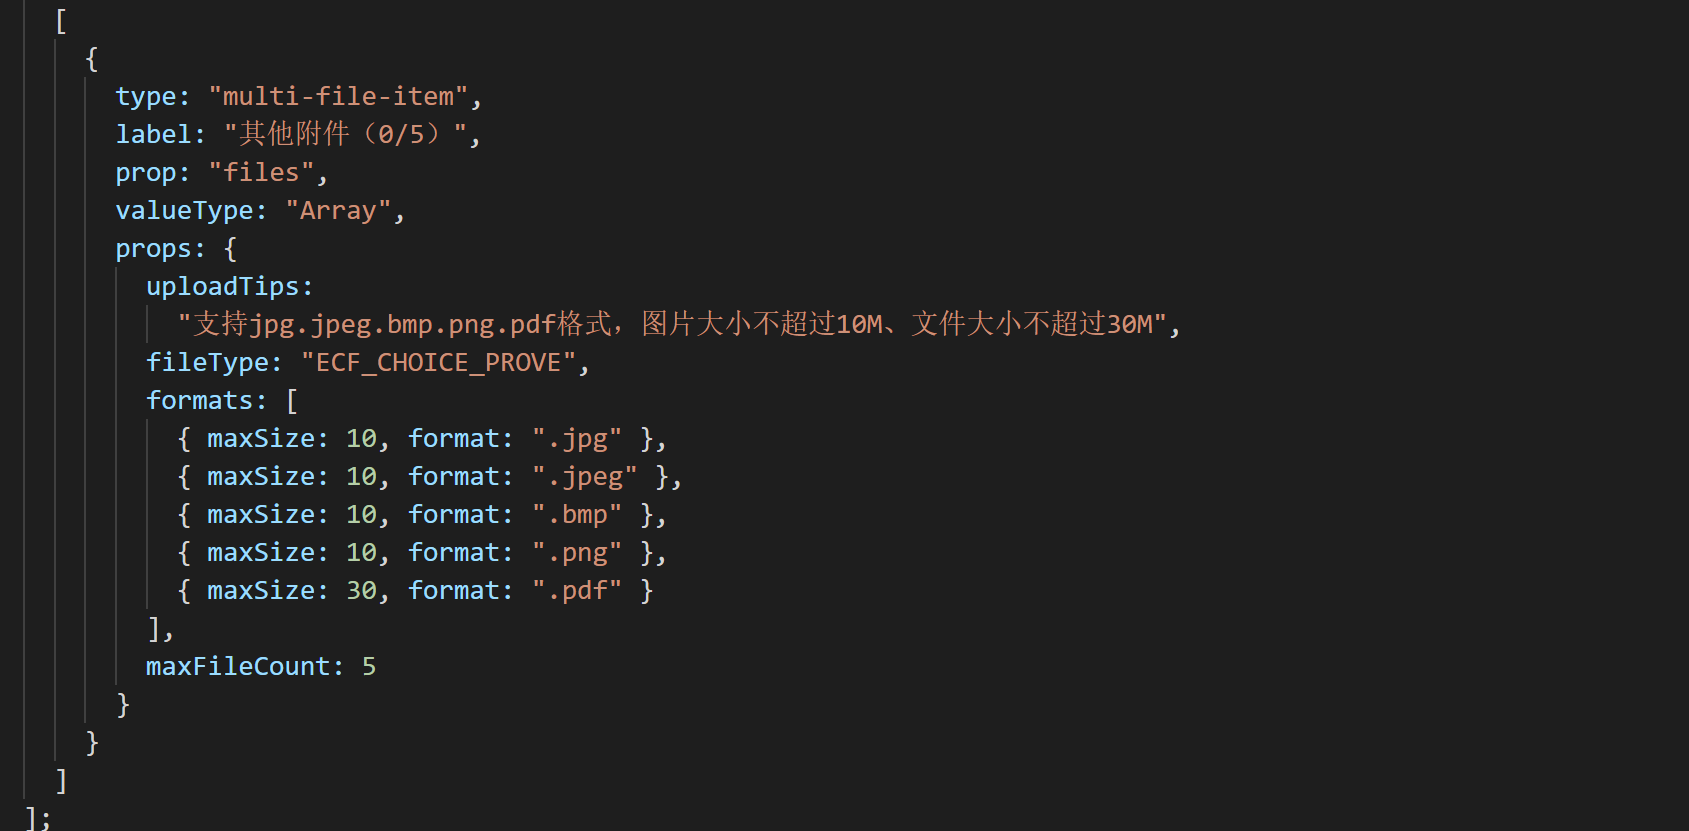 [
{
type: "multi-file-item",
label: "其他附件（0/5）",
prop: "files",
valueType: "Array",
props: {
uploadTips:
"支持jpg.jpeg.bmp.png.pdf格式，图片大小不超过10M、文件大小不超过30M",
fileType: "ECF_CHOICE_PROVE",
formats: [
{ maxSize: 10, format: ".jpg" },
{ maxSize: 10, format: ".jpeg" },
{ maxSize: 10, format: ".bmp" },
{ maxSize: 10, format: ".png" },
{ maxSize: 30, format: ".pdf" }
],
maxFileCount: 5
}
}
]
];